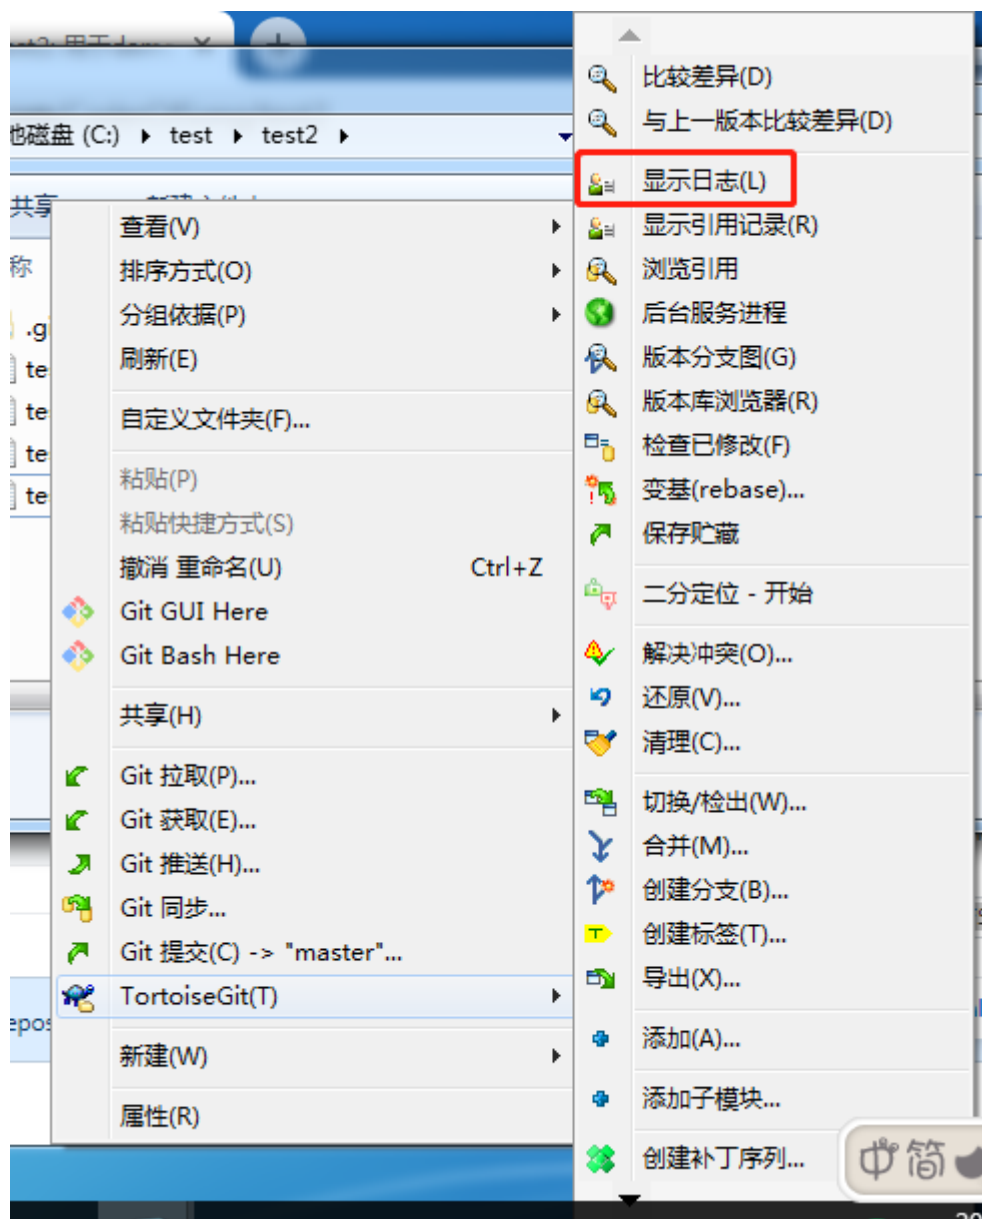 地磁盘 (C:) ▸ test ▸ test2 ▸
共享
称
.g
te
te
te
te
查看(V)
排序方式(O)
分组依据(P)
刷新(E)
自定义文件夹(F)...
粘贴(P)
粘贴快捷方式(S)
撤消 重命名(U) Ctrl+Z
Git GUI Here
Git Bash Here
共享(H)
Git 拉取(P)...
Git 获取(E)...
Git 推送(H)...
Git 同步...
Git 提交(C) -> "master"...
TortoiseGit(T)
新建(W)
属性(R)
epos
比较差异(D)
与上一版本比较差异(D)
显示日志(L)
显示引用记录(R)
浏览引用
后台服务进程
版本分支图(G)
版本库浏览器(R)
检查已修改(F)
变基(rebase)...
保存贮藏
二分定位 - 开始
解决冲突(O)...
还原(V)...
清理(C)...
切换/检出(W)...
合并(M)...
创建分支(B)...
创建标签(T)...
导出(X)...
添加(A)...
添加子模块...
创建补丁序列...
中 简